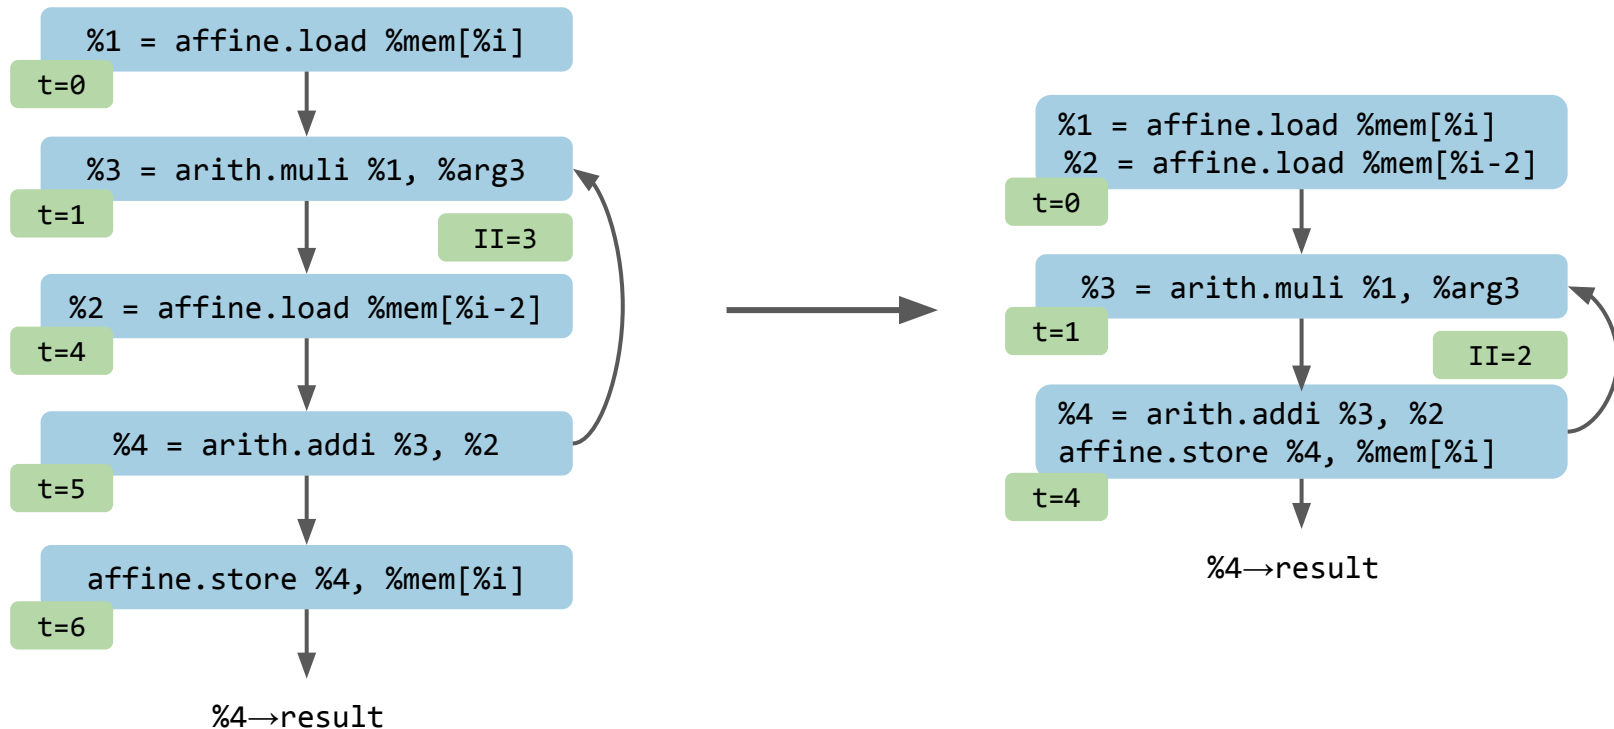 %1 = affine.load %mem[%i]
t=0
%3 = arith.muli %1, %arg3
t=1
II=3
%2 = affine.load %mem[%i-2]
t=4
%4 = arith.addi %3, %2
t=5
affine.store %4, %mem[%i]
t=6
%4→result
%1 = affine.load %mem[%i]
%2 = affine.load %mem[%i-2]
t=0
%3 = arith.muli %1, %arg3
t=1
II=2
%4 = arith.addi %3, %2
affine.store %4, %mem[%i]
t=4
%4→result